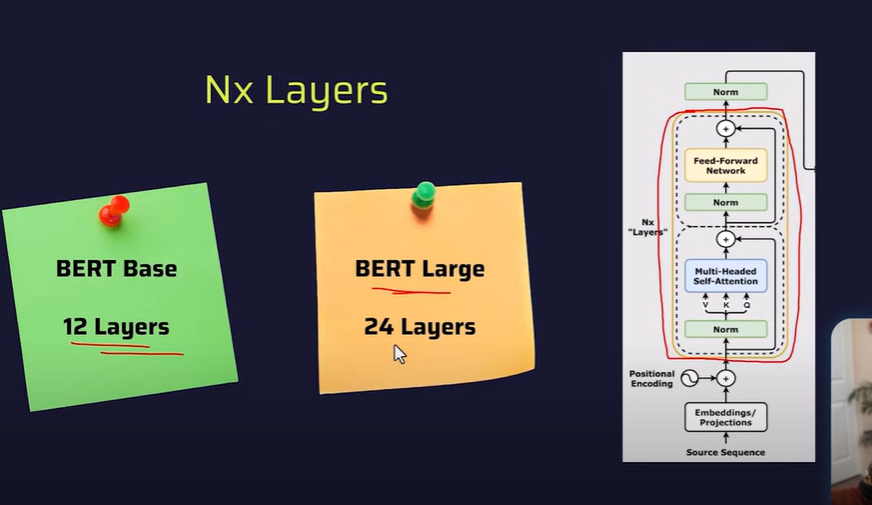 Nx Layers
BERT Base
12 Layers
BERT Large
24 Layers
Norm
+
Feed-Forward
Network
Norm
Nx
"Layers"
+
Multi-Headed
Self-Attention
V K Q
Norm
Positional
Encoding
+
Embeddings/
Projections
Source Sequence